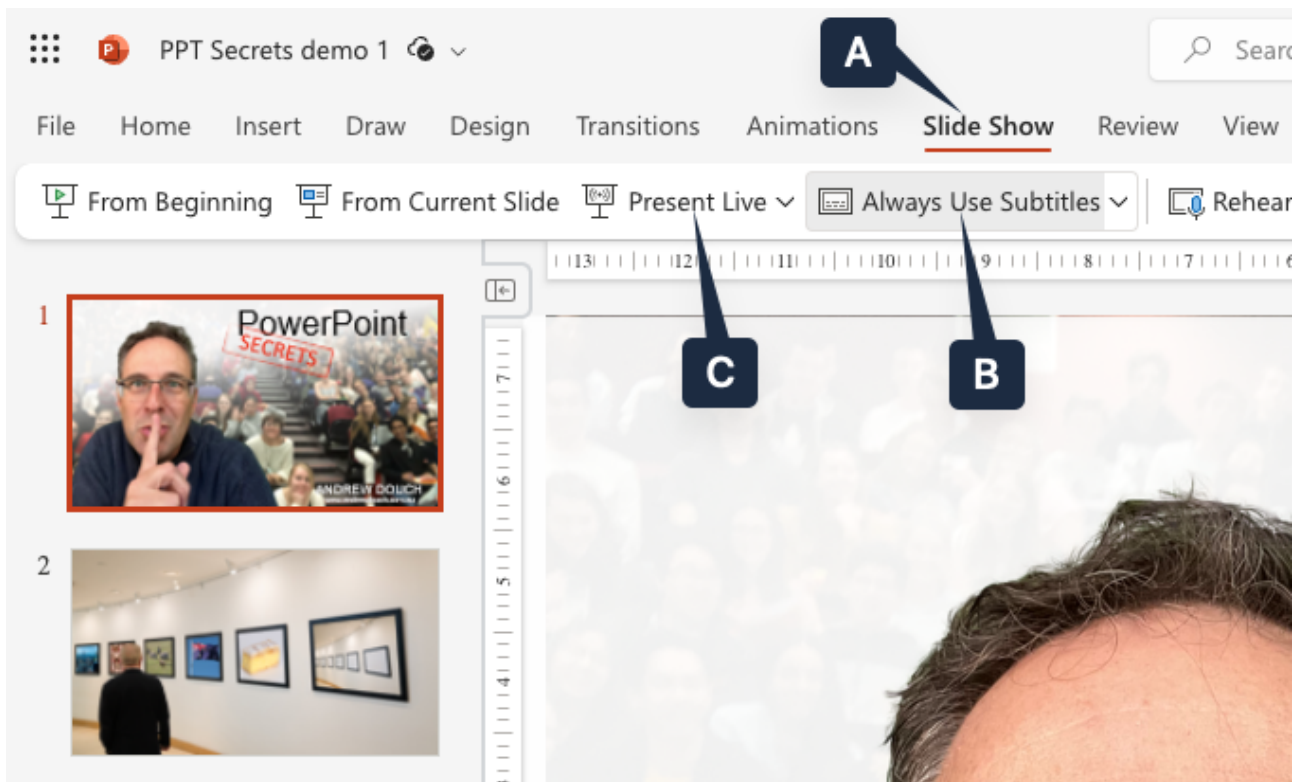 PPT Secrets demo 1
A
Searc
File Home Insert Draw Design Transitions Animations Slide Show Review View
From Beginning From Current Slide Present Live Always Use Subtitles Rehear
13 12 11 10 9 8 7 6
1
PowerPoint
SECRETS
ANDREW DOUCH
C
B
7
6
2
5
4